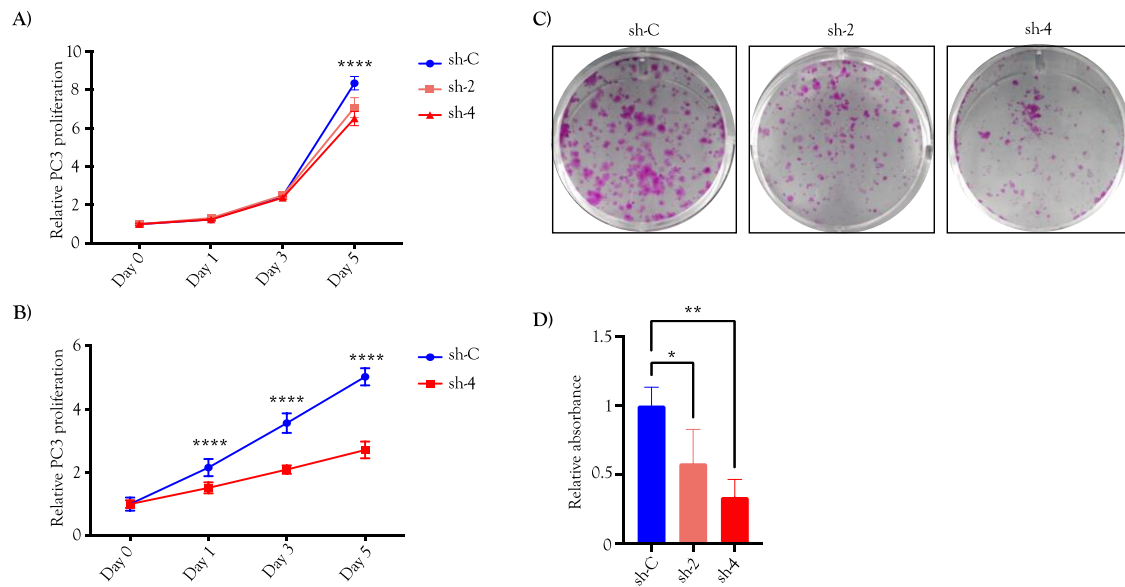 A)
Relative PC3 proliferation
10
8
6
4
2
0
Day 0
Day 1
Day 3
Day 5
****
sh-C
sh-2
sh-4
B)
Relative PC3 proliferation
6
4
2
0
Day 0
Day 1
Day 3
Day 5
****
****
****
sh-C
sh-4
C)
sh-C
sh-2
sh-4
D)
Relative absorbance
1.5
1
0.5
0
**
*
sh-C
sh-2
sh-4